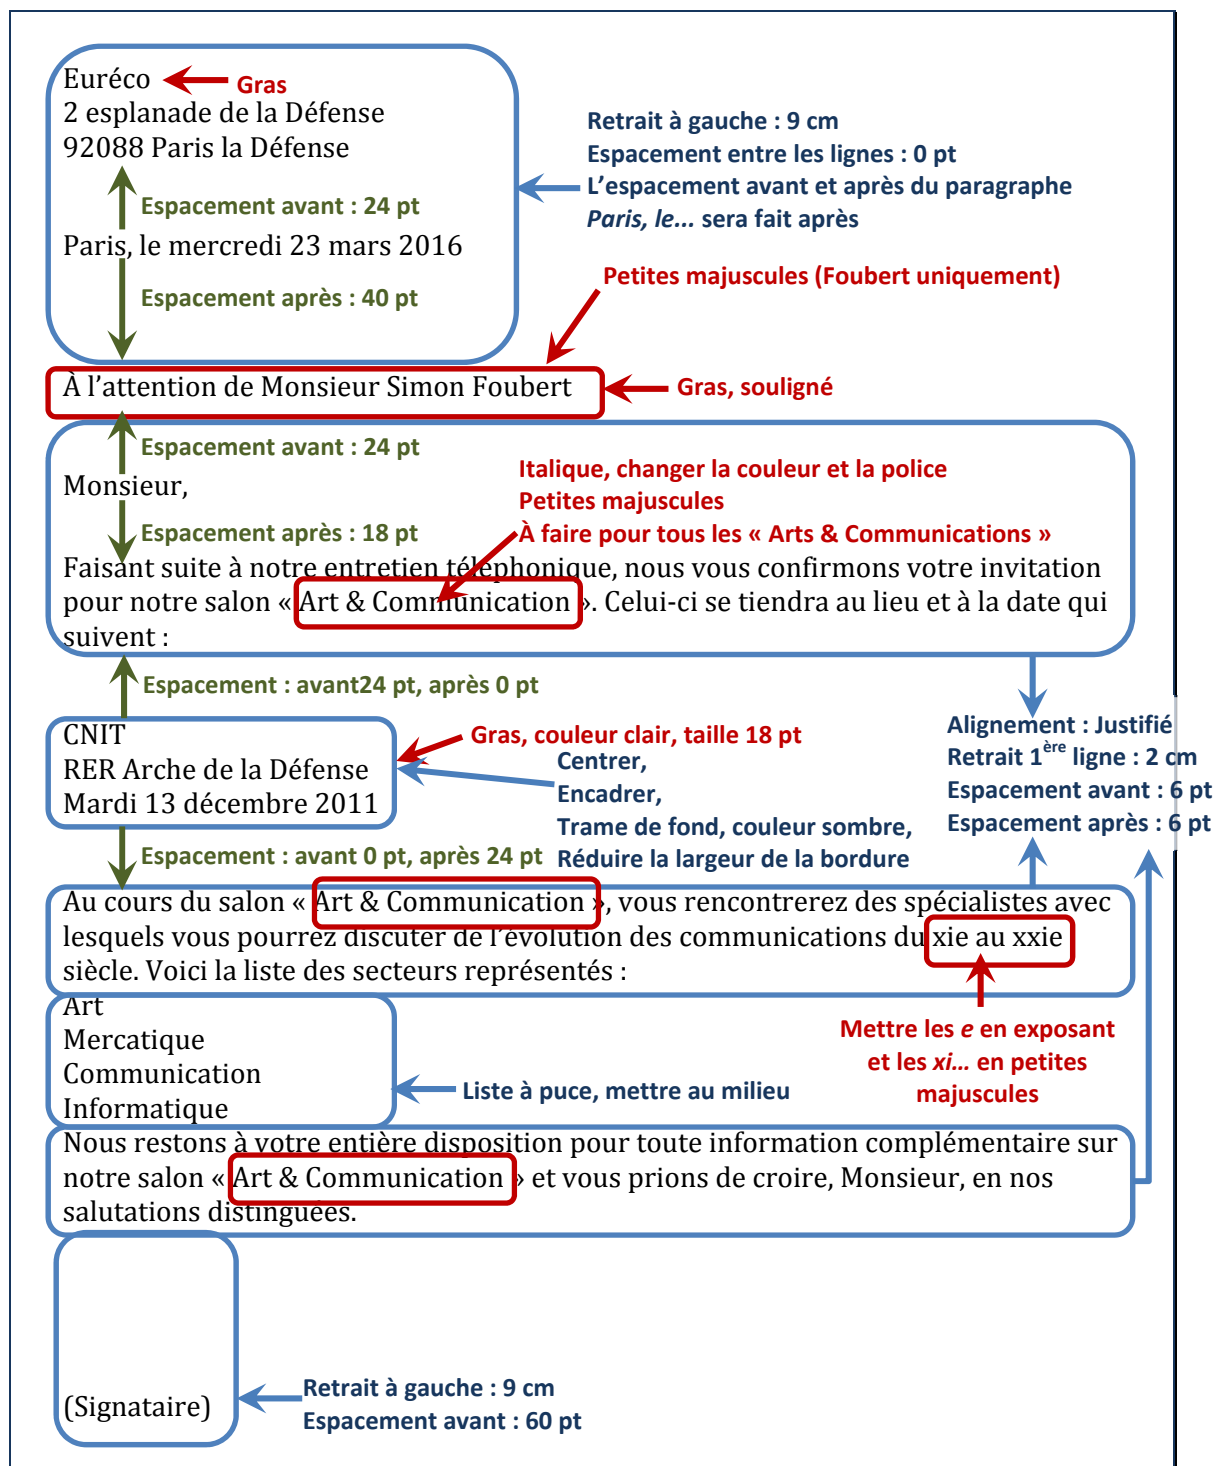 Euréco
Gras
2 esplanade de la Défense
92088 Paris la Défense
Retrait à gauche : 9 cm
Espacement entre les lignes : 0 pt
L'espacement avant et après du paragraphe
Paris, le... sera fait après
Espacement avant : 24 pt
Paris, le mercredi 23 mars 2016
Espacement après : 40 pt
Petites majuscules (Foubert uniquement)
À l'attention de Monsieur Simon Foubert
Gras, souligné
Espacement avant : 24 pt
Monsieur,
Espacement après : 18 pt
Italique, changer la couleur et la police
Petites majuscules
À faire pour tous les « Arts & Communications »
Faisant suite à notre entretien téléphonique, nous vous confirmons votre invitation
pour notre salon « Art & Communication ». Celui-ci se tiendra au lieu et à la date qui
suivent :
Espacement : avant24 pt, après 0 pt
CNIT
RER Arche de la Défense
Mardi 13 décembre 2011
Gras, couleur clair, taille 18 pt
Centrer,
Encadrer,
Trame de fond, couleur sombre,
Réduire la largeur de la bordure
Alignement : Justifié
Retrait 1ère ligne : 2 cm
Espacement avant : 6 pt
Espacement après : 6 pt
Espacement : avant 0 pt, après 24 pt
Au cours du salon « Art & Communication », vous rencontrerez des spécialistes avec
lesquels vous pourrez discuter de l'évolution des communications du xie au xxie
siècle. Voici la liste des secteurs représentés :
Art
Mercatique
Communication
Informatique
Liste à puce, mettre au milieu
Mettre les e en exposant
et les xi... en petites
majuscules
Nous restons à votre entière disposition pour toute information complémentaire sur
notre salon « Art & Communication » et vous prions de croire, Monsieur, en nos
salutations distinguées.
(Signataire)
Retrait à gauche : 9 cm
Espacement avant : 60 pt